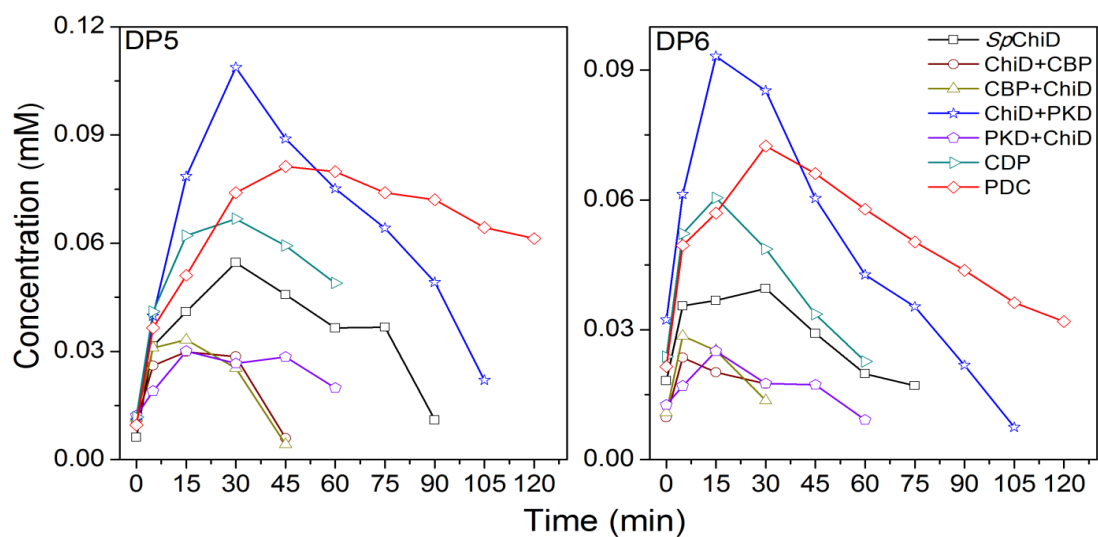 DP5
DP6
SpChiD
ChiD+CBP
CBP+ChiD
ChiD+PKD
PKD+ChiD
CDP
PDC
Concentration (mM)
0.12
0.09
0.06
0.03
0.00
0.09
0.06
0.03
0.00
0 15 30 45 60 75 90 105 120
0 15 30 45 60 75 90 105 120
Time (min)